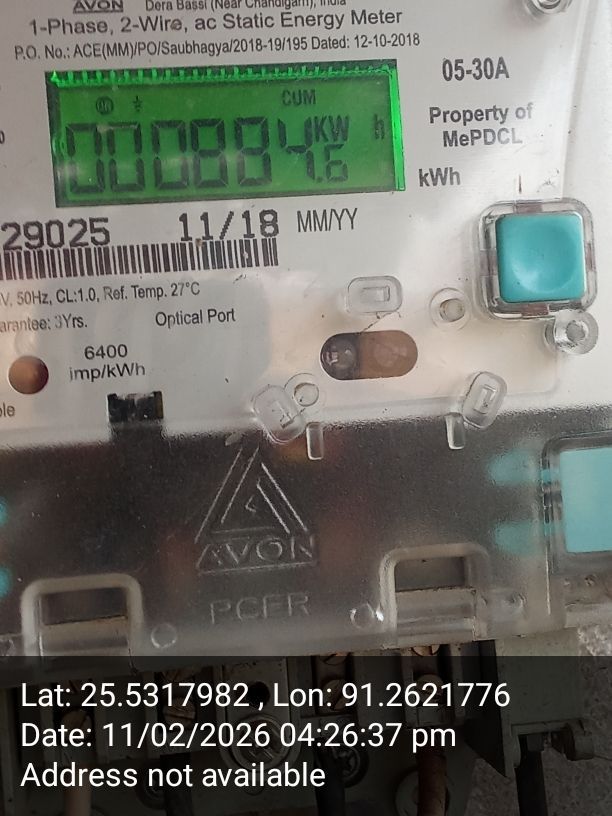 AVON Dera Bassi (Near Chandigarh), India
1-Phase, 2-Wire, ac Static Energy Meter
P.O. No.: ACE(MM)/PO/Saubhagya/2018-19/195 Dated: 12-10-2018
05-30A
CUM
000884.6 KW h
Property of
MePDCL
kWh
29025 11/18 MM/YY
V, 50Hz, CL:1.0, Ref. Temp. 27°C
arantee: 3Yrs. Optical Port
6400
imp/kWh
AVON
PCER
Lat: 25.5317982 , Lon: 91.2621776
Date: 11/02/2026 04:26:37 pm
Address not available